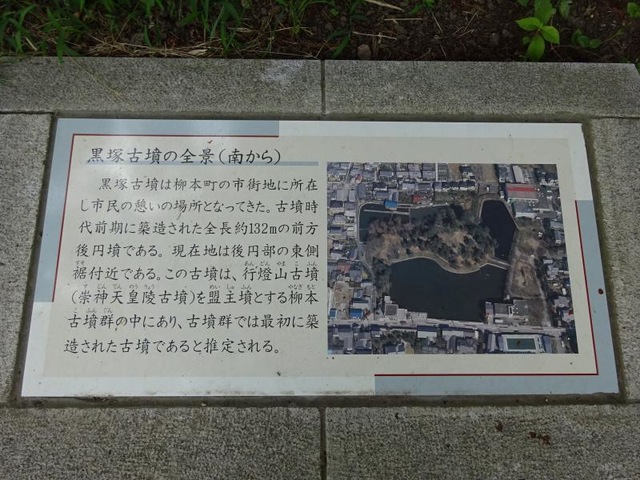 黒塚古墳の全景(南から)
黒塚古墳は柳本町の市街地に所在
し市民の憩いの場所となってきた。古墳時
代前期に築造された全長約132mの前方
後円墳である。現在地は後円部の東側
裾付近である。この古墳は、行燈山古墳
(崇神天皇陵古墳)を盟主墳とする柳本
古墳群の中にあり、古墳群では最初に築
造された古墳であると推定される。